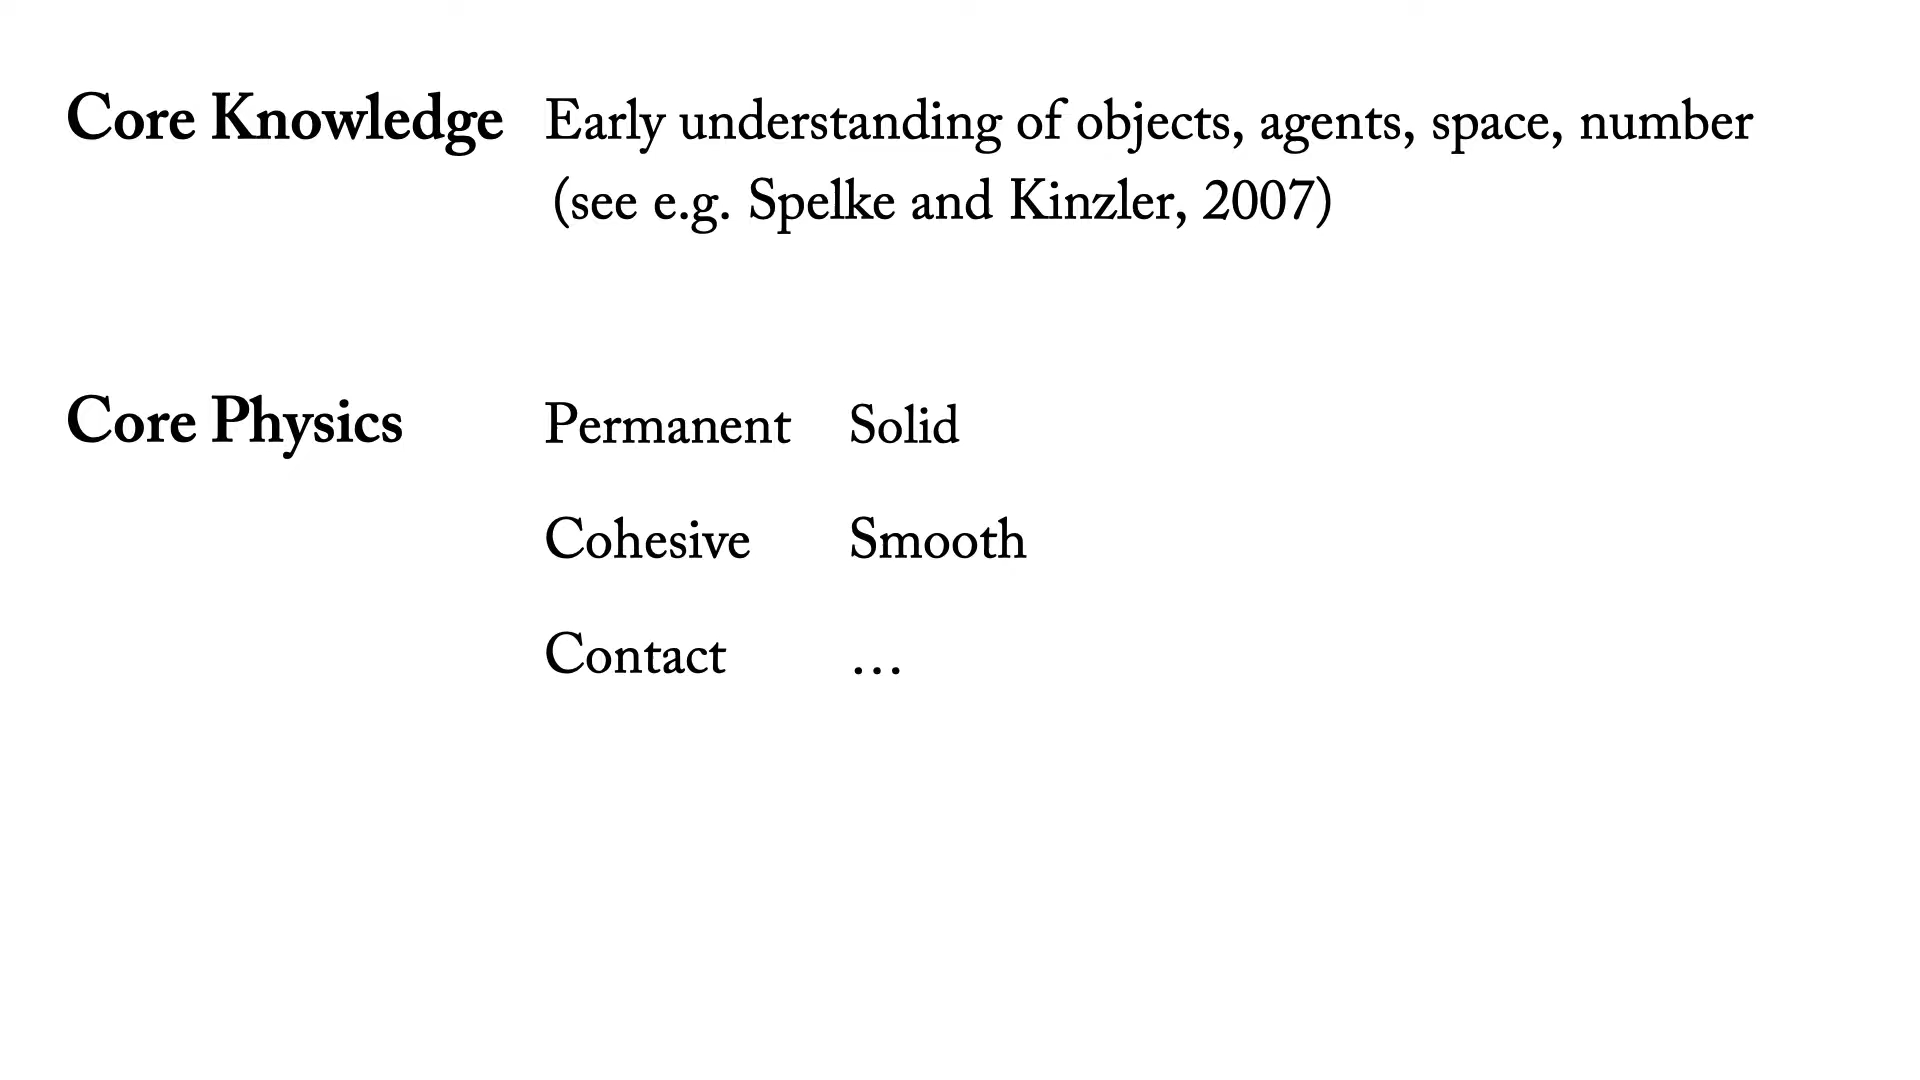 Core Knowledge Early understanding of objects, agents, space, number
(see e.g. Spelke and Kinzler, 2007)
Core Physics Permanent Solid
Cohesive Smooth
Contact …